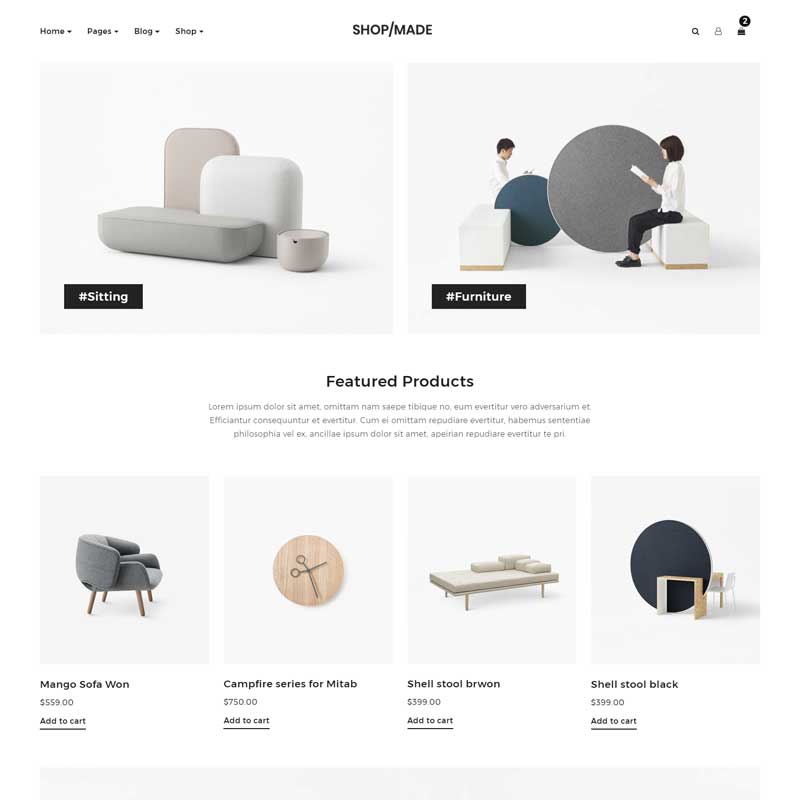 Home
Pages
Blog
Shop
SHOP/MADE
2
#Sitting
#Furniture
Featured Products
Lorem ipsum dolor sit amet, omittam nam saepe tibique no, eum evertitur vero adversarium et.
Efficiantur consequuntur et evertitur. Cum ei omittam repudiare evertitur, habemus sententiae
philosophia vel ex, ancillae ipsum dolor sit amet, apeirian repudiare evertitur te pri.
Mango Sofa Won
$559.00
Add to cart
Campfire series for Mitab
$750.00
Add to cart
Shell stool brwon
$399.00
Add to cart
Shell stool black
$399.00
Add to cart